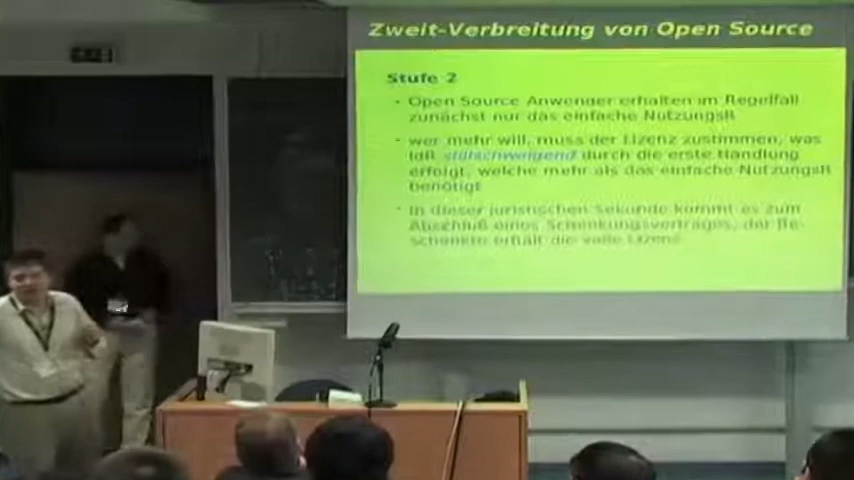 Zweit-Verbreitung von Open Source
Stufe 2
• Open Source Anwender erhalten im Regelfall
zunächst nur das einfache NutzungsR
• wer mehr will, muss der Lizenz zustimmen, was
idR stillschweigend durch die erste Handlung
erfolgt, welche mehr als das einfache NutzungsR
benötigt
• In dieser juristischen Sekunde kommt es zum
Abschluß eines Schenkungsvertrages, der Be-
schenkte erhält die volle Lizenz